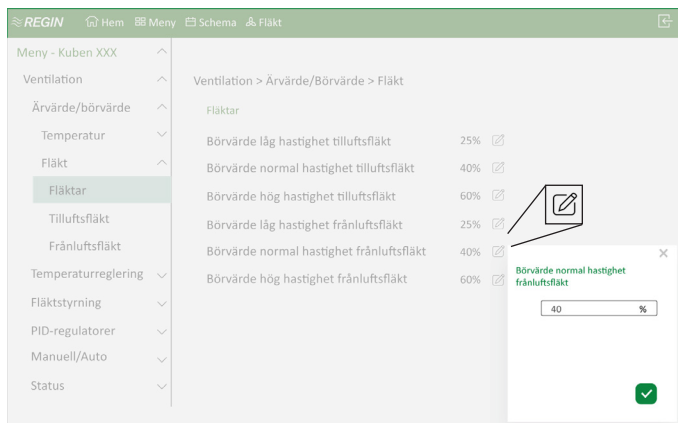 REGIN Hem Meny Schema Fläkt
Meny - Kuben XXX
Ventilation
Ärvärde/börvärde
Temperatur
Fläkt
Fläktar
Tilluftsfläkt
Frånluftsfläkt
Temperaturreglering
Fläktstyrning
PID-regulatorer
Manuell/Auto
Status
Ventilation > Ärvärde/Börvärde > Fläkt
Fläktar
Börvärde låg hastighet tilluftsfläkt 25%
Börvärde normal hastighet tilluftsfläkt 40%
Börvärde hög hastighet tilluftsfläkt 60%
Börvärde låg hastighet frånluftsfläkt 25%
Börvärde normal hastighet frånluftsfläkt 40%
Börvärde hög hastighet frånluftsfläkt 60%
Börvärde normal hastighet
frånluftsfläkt
40 %